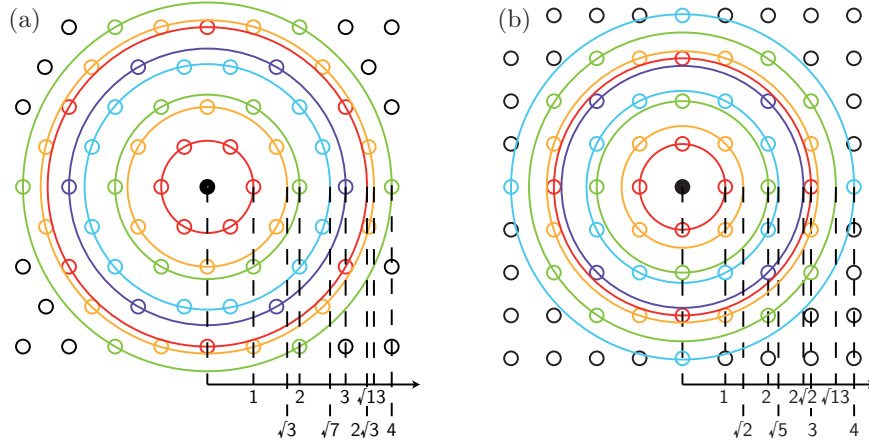 (a)
1 2 3 √13
√3 √7 2√3 4
(b)
1 2 2√2 √13
√2 √5 3 4